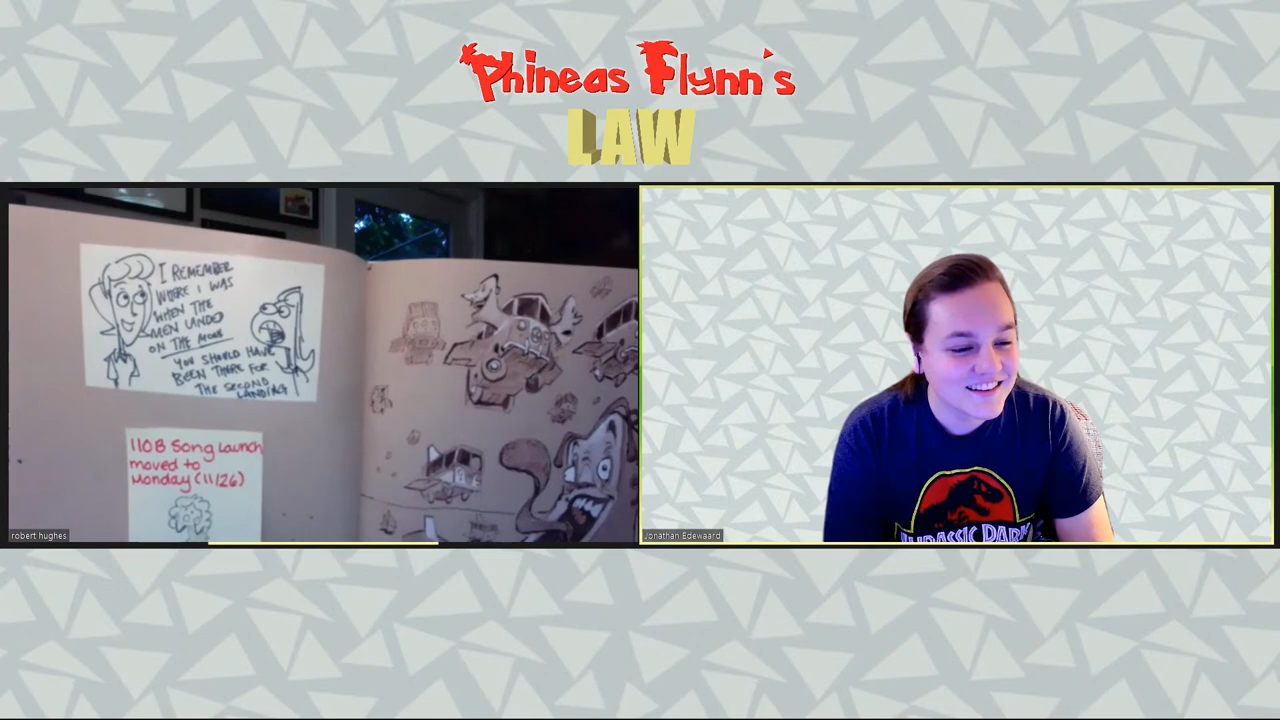 Phineas Flynn's
LAW
I REMEMBER
WHERE I WAS
WHEN THE
MEN LANDED
ON THE MOON
YOU SHOULD HAVE
BEEN THERE FOR
THE SECOND
LANDING
110B Song Launch
moved to
Monday (11/26)
robert hughes
Jonathan Edewaard
JURASSIC PARK